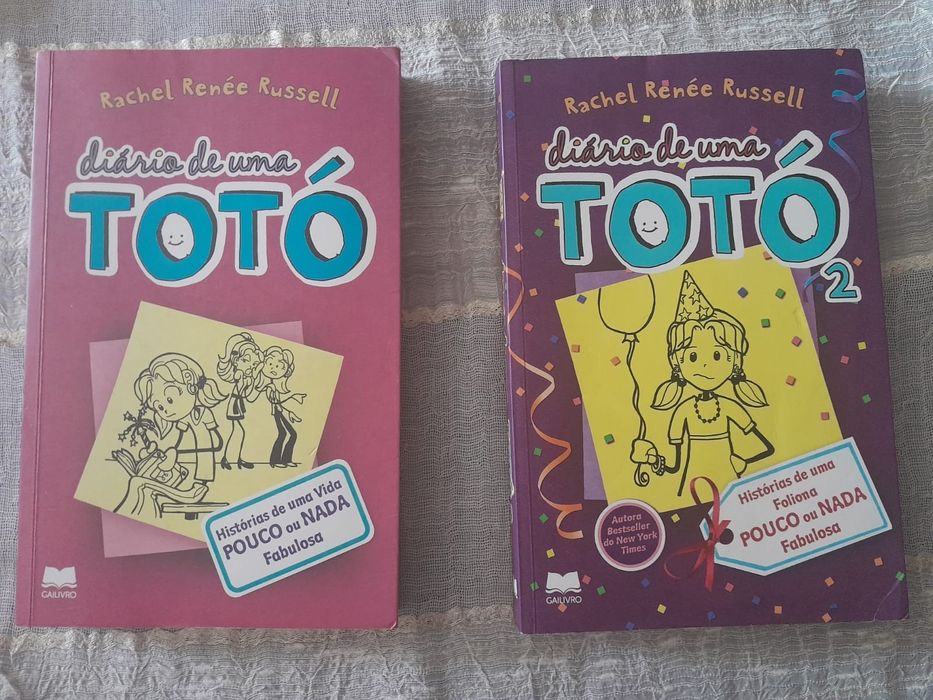 Rachel Renée Russell
diário de uma
TOTÓ
Histórias de uma Vida
POUCO ou NADA
Fabulosa
GAILIVRO
Rachel Renée Russell
diário de uma
TOTÓ
2
Autora
Bestseller
do New York
Times
Histórias de uma
Foliona
POUCO ou NADA
Fabulosa
GAILIVRO